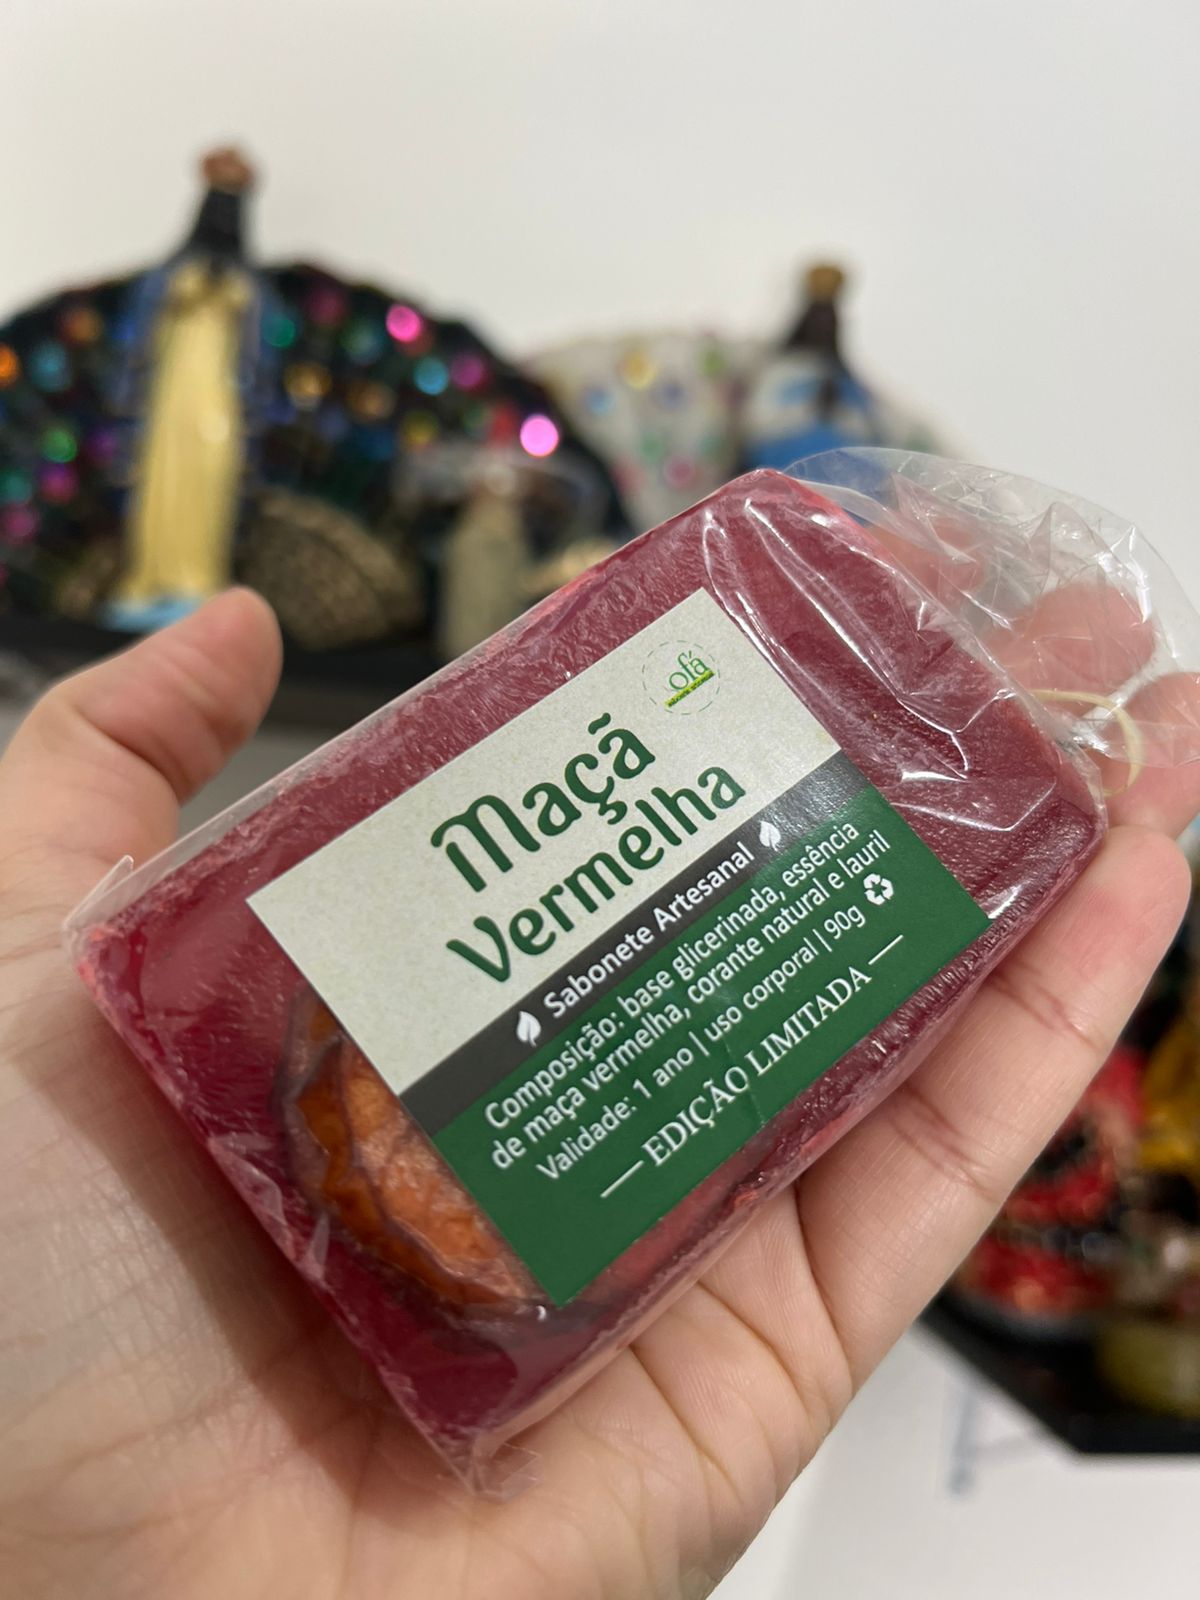 ofá
Maçã
Vermelha
Sabonete Artesanal
Composição: base glicerinada, essência
de maça vermelha, corante natural e lauril
Validade: 1 ano | uso corporal | 90g
EDIÇÃO LIMITADA